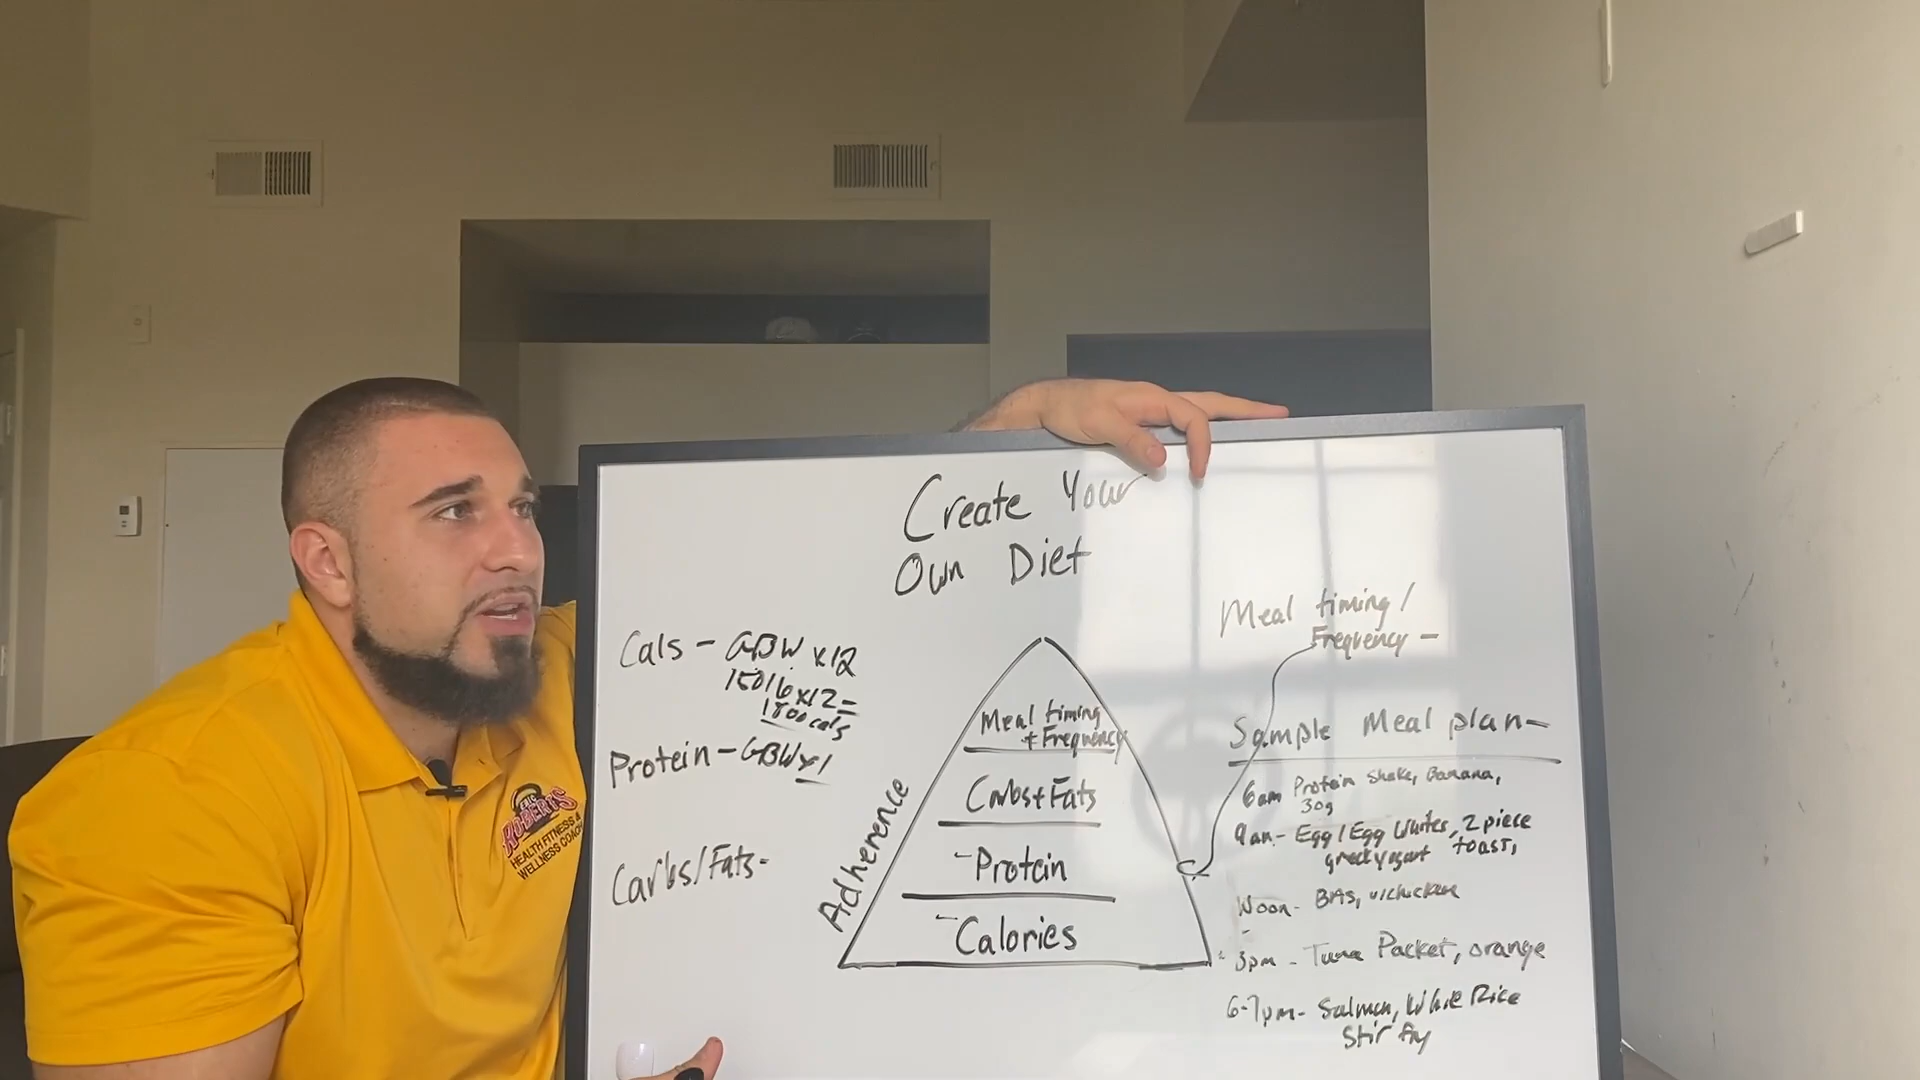 Create Your
Own Diet
Cals - GBW x12
150lb x12=
1800 cals
Protein - GBW x1
Carbs/Fats-
Adherence
Meal timing
+ Frequency
Carbs+Fats
-Protein
-Calories
Meal timing/
Frequency -
Sample Meal plan-
6am Protein Shake, Banana,
30g
9am- Egg/Egg Whites, 2 piece
greek yogurt toast,
Noon- BAS, w/chicken
3pm - Tuna Packet, orange
6-7pm- Salmon, White Rice
Stir fry
ERIC
ROBERTS
HEALTH FITNESS &
WELLNESS COACH